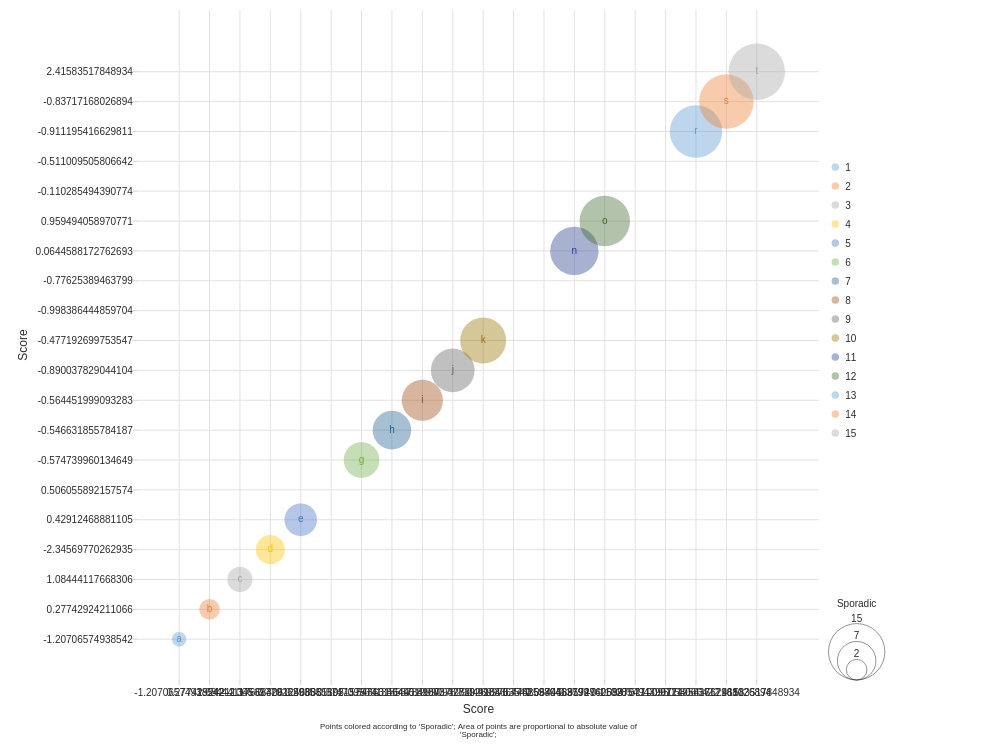 2.41583517848934
t
-0.83717168026894
s
-0.911195416629811
r
-0.511009505806642
-0.110285494390774
0.959494058970771
o
0.0644588172762693
n
-0.77625389463799
-0.998386444859704
-0.477192699753547
k
-0.890037829044104
j
-0.564451999093283
i
-0.546631855784187
h
-0.574739960134649
g
0.506055892157574
0.42912468881105
e
-2.34569770262935
d
1.08444117668306
c
0.27742924211066
b
-1.20706574938542
a
Score
Score
Points colored according to 'Sporadic'; Area of points are proportional to absolute value of
'Sporadic';
1
2
3
4
5
6
7
8
9
10
11
12
13
14
15
Sporadic
15
7
2